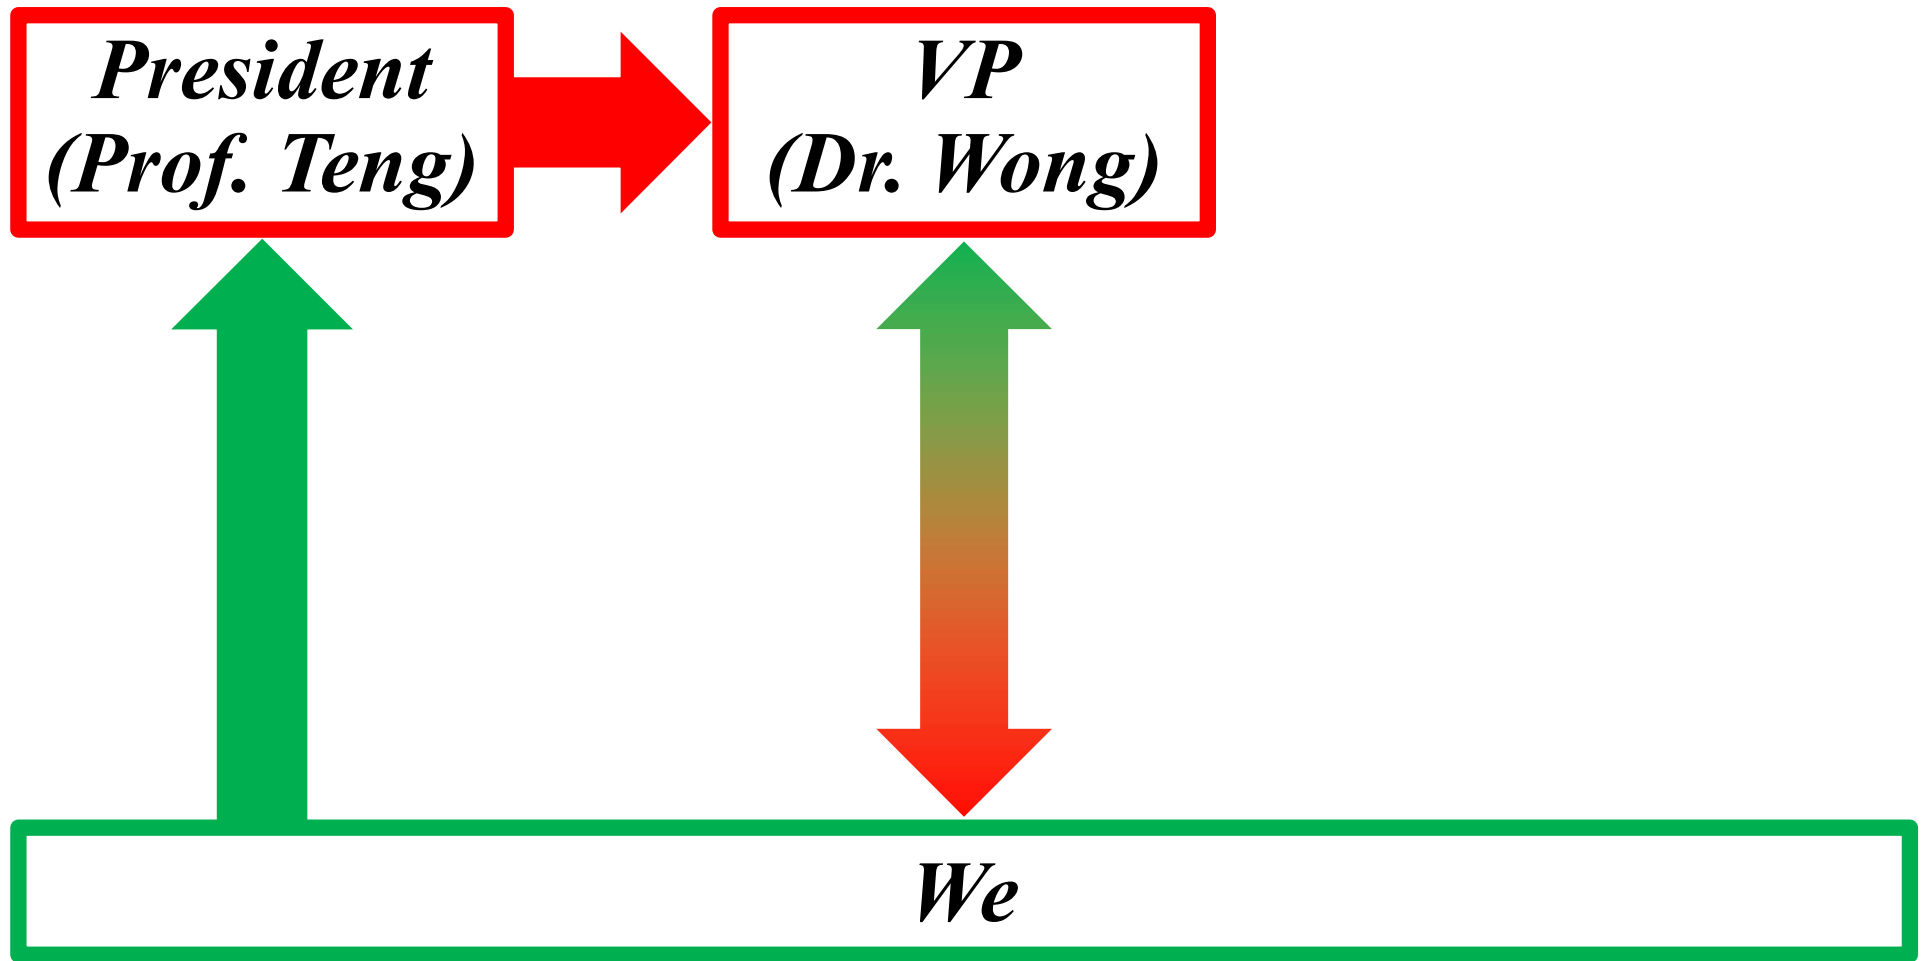 President
(Prof. Teng)
VP
(Dr. Wong)
We